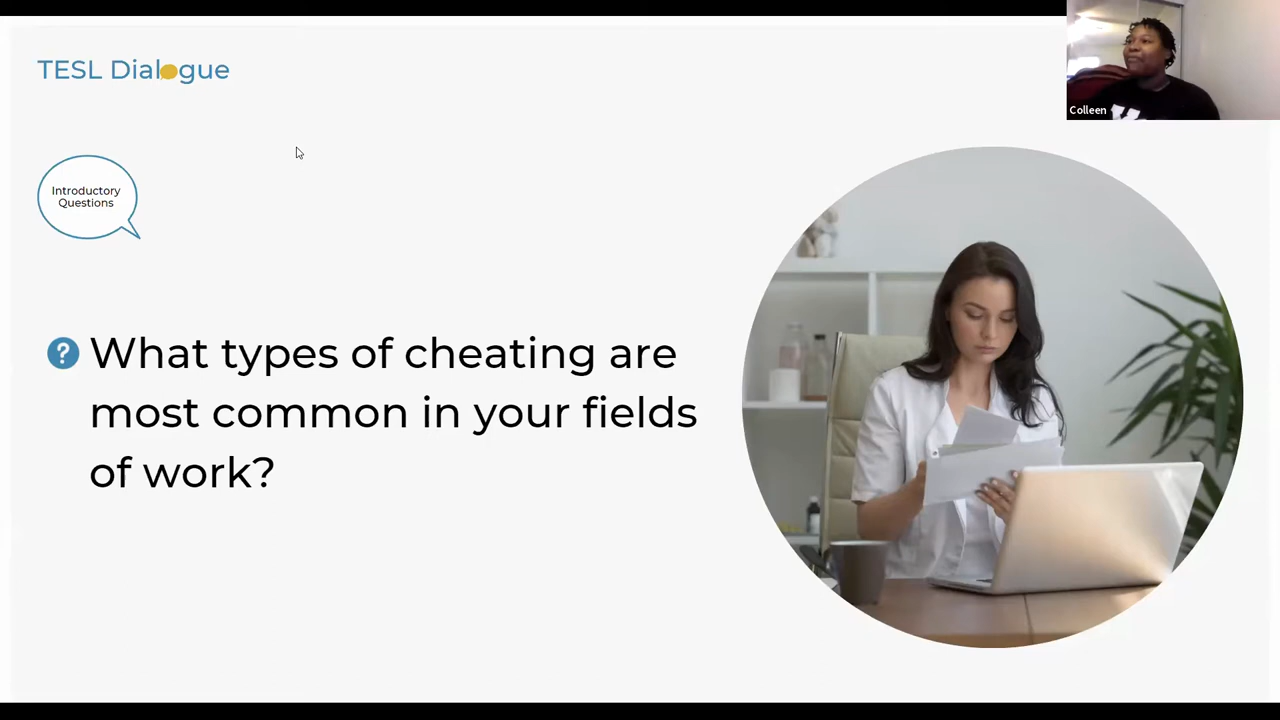 TESL Dialogue
Colleen
Introductory
Questions
What types of cheating are
most common in your fields
of work?